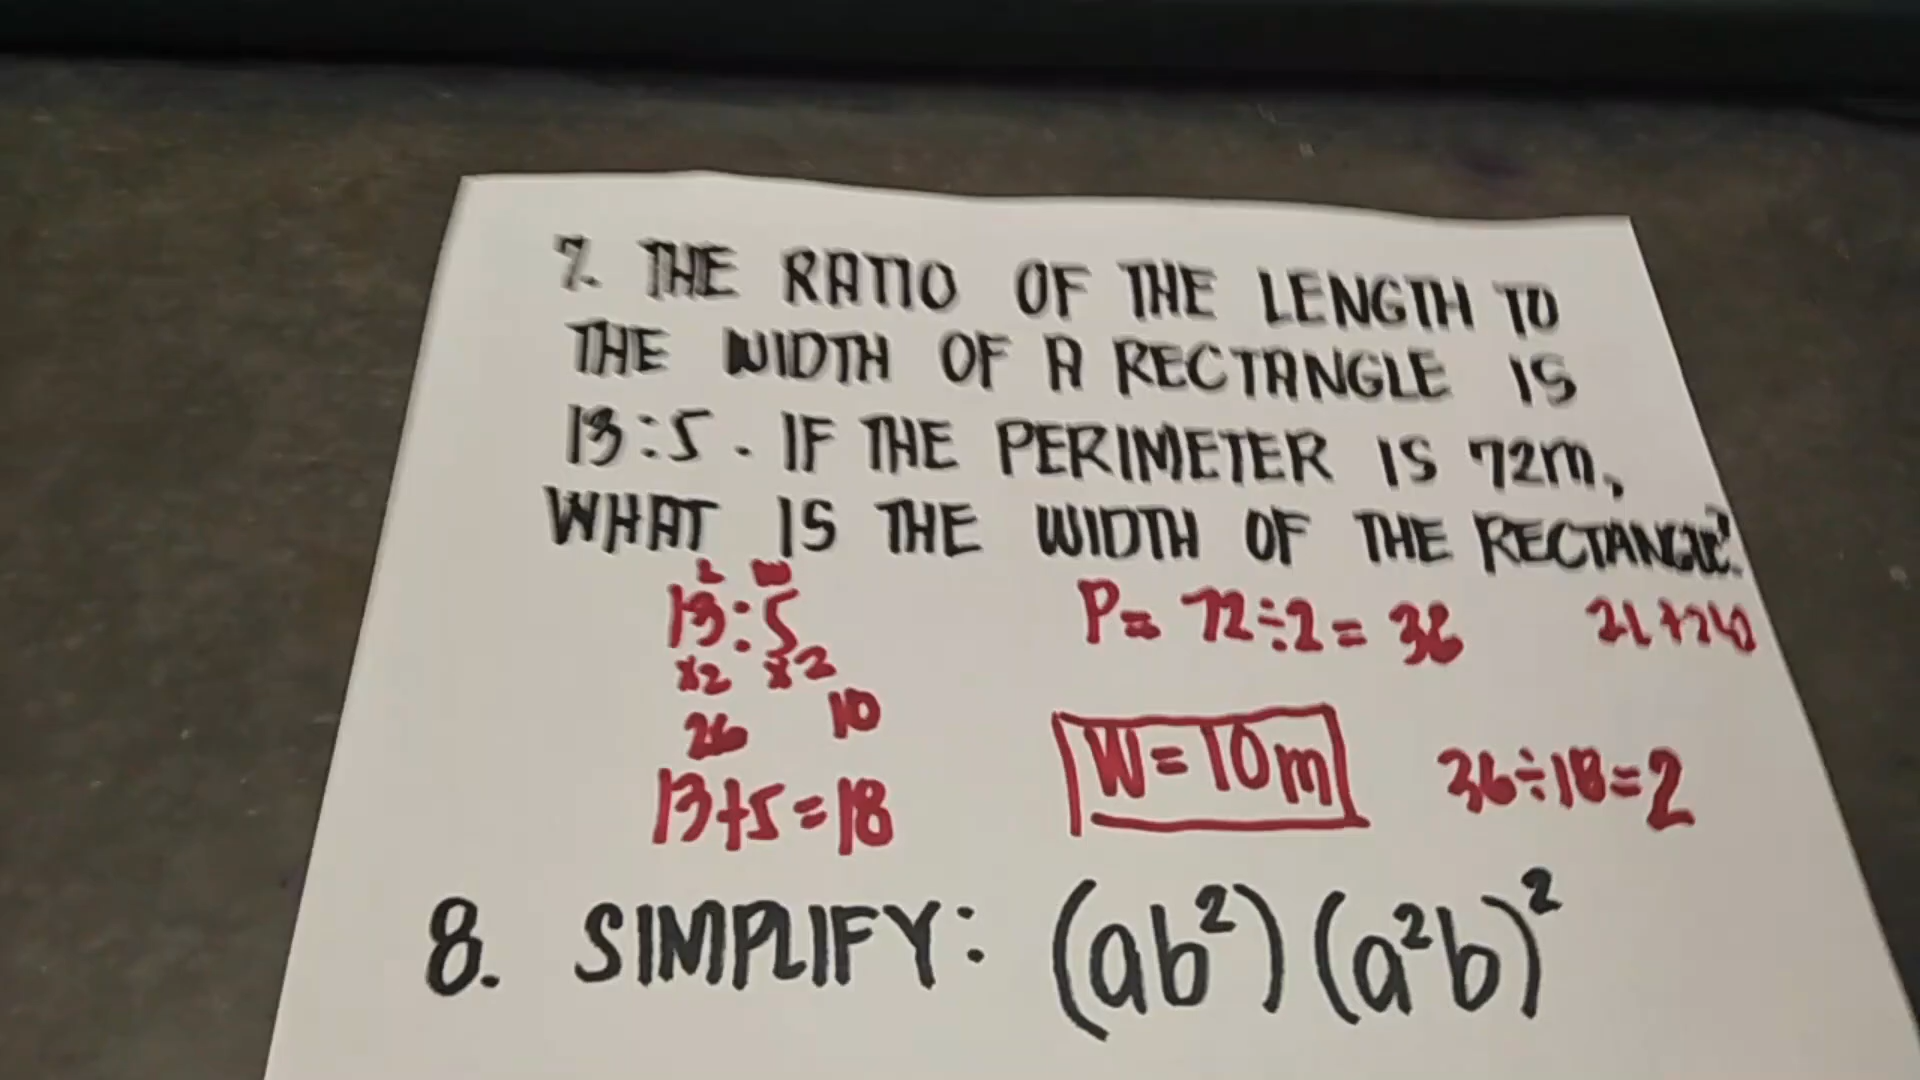 7. THE RATIO OF THE LENGTH TO
THE WIDTH OF A RECTANGLE IS
13:5. IF THE PERIMETER IS 72m,
WHAT IS THE WIDTH OF THE RECTANGLE?
L W
13:5
P= 72÷2= 36
2L+2W
x2 x2
26 10
W=10m
36÷18=2
13+5=18
8. SIMPLIFY: (ab²)(a²b)²